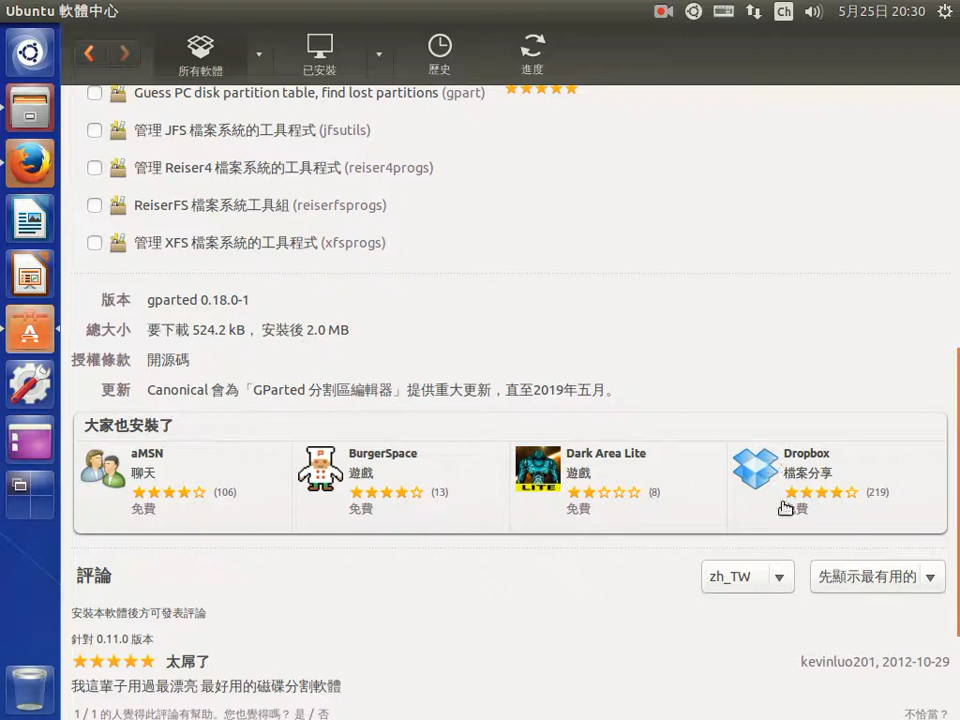 Ubuntu 軟體中心
Ch
5月25日 20:30
所有軟體
已安裝
歷史
進度
Guess PC disk partition table, find lost partitions (gpart)
管理 JFS 檔案系統的工具程式 (jfsutils)
管理 Reiser4 檔案系統的工具程式 (reiser4progs)
ReiserFS 檔案系統工具組 (reiserfsprogs)
管理 XFS 檔案系統的工具程式 (xfsprogs)
版本 gparted 0.18.0-1
總大小 要下載 524.2 kB， 安裝後 2.0 MB
授權條款 開源碼
更新 Canonical 會為「GParted 分割區編輯器」提供重大更新，直至2019年五月。
大家也安裝了
aMSN
聊天
(106)
免費
BurgerSpace
遊戲
(13)
免費
Dark Area Lite
遊戲
(8)
免費
LITE
Dropbox
檔案分享
(219)
免費
評論
zh_TW
先顯示最有用的
安裝本軟體後方可發表評論
針對 0.11.0 版本
太屌了
kevinluo201, 2012-10-29
我這輩子用過最漂亮 最好用的磁碟分割軟體
1 / 1 的人覺得此評論有幫助。您也覺得嗎？ 是 / 否
不恰當？